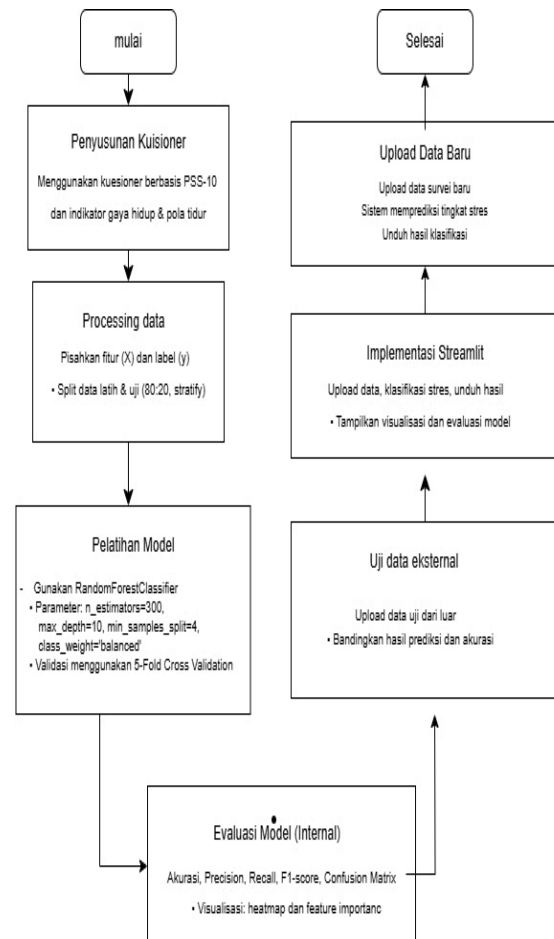 mulai
Penyusunan Kuisioner
Menggunakan kuesioner berbasis PSS-10
dan indikator gaya hidup & pola tidur
Processing data
Pisahkan fitur (X) dan label (y)
• Split data latih & uji (80:20, stratify)
Pelatihan Model
- Gunakan RandomForestClassifier
• Parameter: n_estimators=300,
max_depth=10, min_samples_split=4,
class_weight='balanced'
• Validasi menggunakan 5-Fold Cross Validation
Evaluasi Model (Internal)
Akurasi, Precision, Recall, F1-score, Confusion Matrix
• Visualisasi: heatmap dan feature importanc
Uji data eksternal
Upload data uji dari luar
• Bandingkan hasil prediksi dan akurasi
Implementasi Streamlit
Upload data, klasifikasi stres, unduh hasil
• Tampilkan visualisasi dan evaluasi model
Upload Data Baru
Upload data survei baru
Sistem memprediksi tingkat stres
Unduh hasil klasifikasi
Selesai